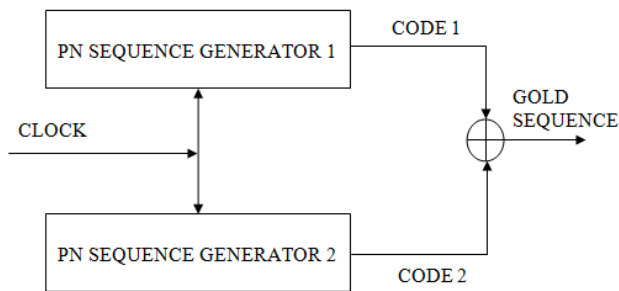 PN SEQUENCE GENERATOR 1
CODE 1
GOLD
SEQUENCE
CLOCK
PN SEQUENCE GENERATOR 2
CODE 2